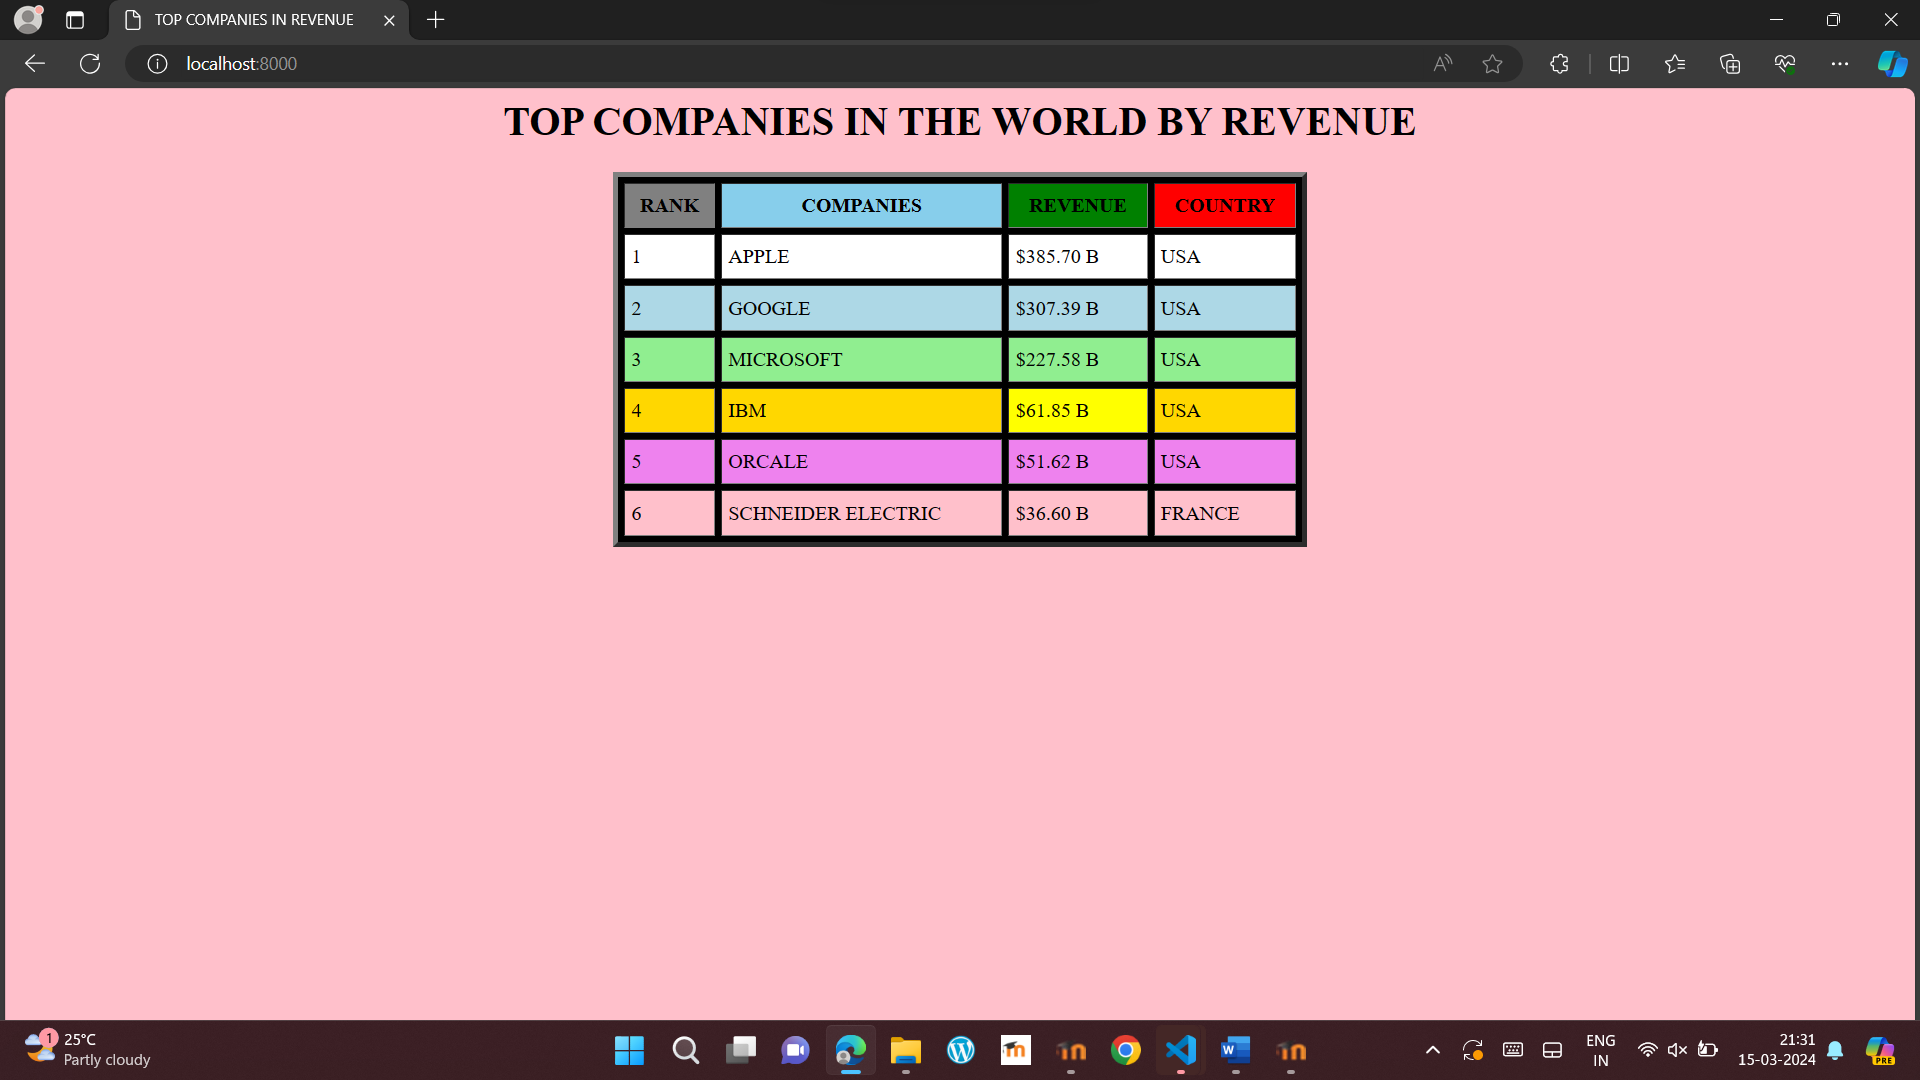 TOP COMPANIES IN REVENUE
localhost:8000
TOP COMPANIES IN THE WORLD BY REVENUE
RANK COMPANIES REVENUE COUNTRY
1 APPLE $385.70 B USA
2 GOOGLE $307.39 B USA
3 MICROSOFT $227.58 B USA
4 IBM $61.85 B USA
5 ORCALE $51.62 B USA
6 SCHNEIDER ELECTRIC $36.60 B FRANCE
1
25°C
Partly cloudy
ENG
IN
21:31
15-03-2024
PRE